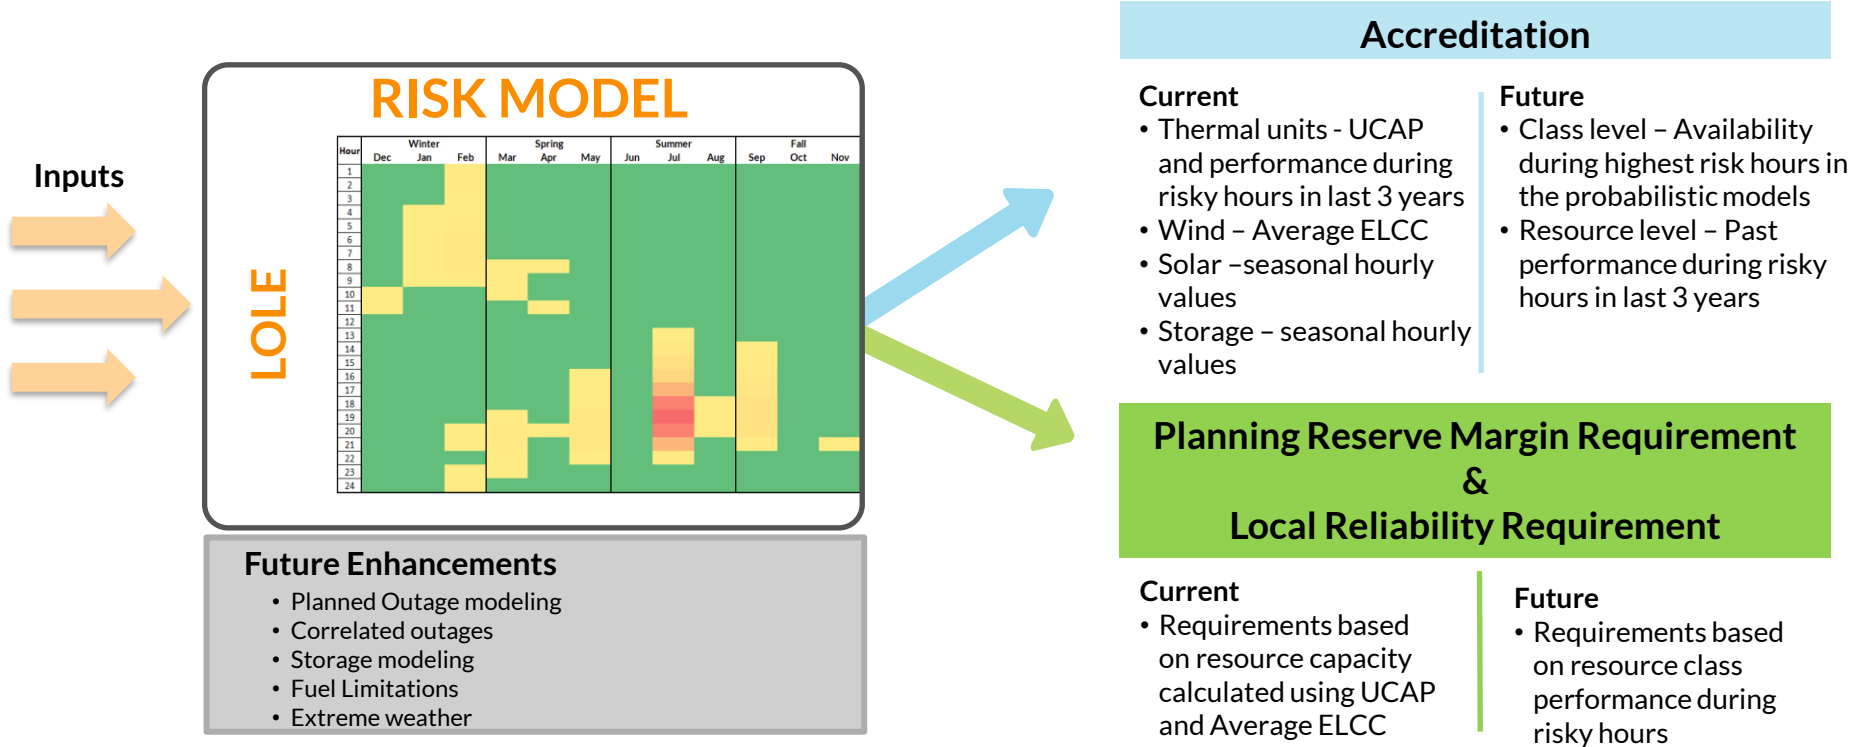 Inputs
RISK MODEL
LOLE
Hour
Winter
Spring
Summer
Fall
Dec Jan Feb Mar Apr May Jun Jul Aug Sep Oct Nov
1
2
3
4
5
6
7
8
9
10
11
12
13
14
15
16
17
18
19
20
21
22
23
24
Future Enhancements
• Planned Outage modeling
• Correlated outages
• Storage modeling
• Fuel Limitations
• Extreme weather
Accreditation
Current
• Thermal units - UCAP
and performance during
risky hours in last 3 years
• Wind – Average ELCC
• Solar –seasonal hourly
values
• Storage – seasonal hourly
values
Future
• Class level – Availability
during highest risk hours in
the probabilistic models
• Resource level – Past
performance during risky
hours in last 3 years
Planning Reserve Margin Requirement
&
Local Reliability Requirement
Current
• Requirements based
on resource capacity
calculated using UCAP
and Average ELCC
Future
• Requirements based
on resource class
performance during
risky hours